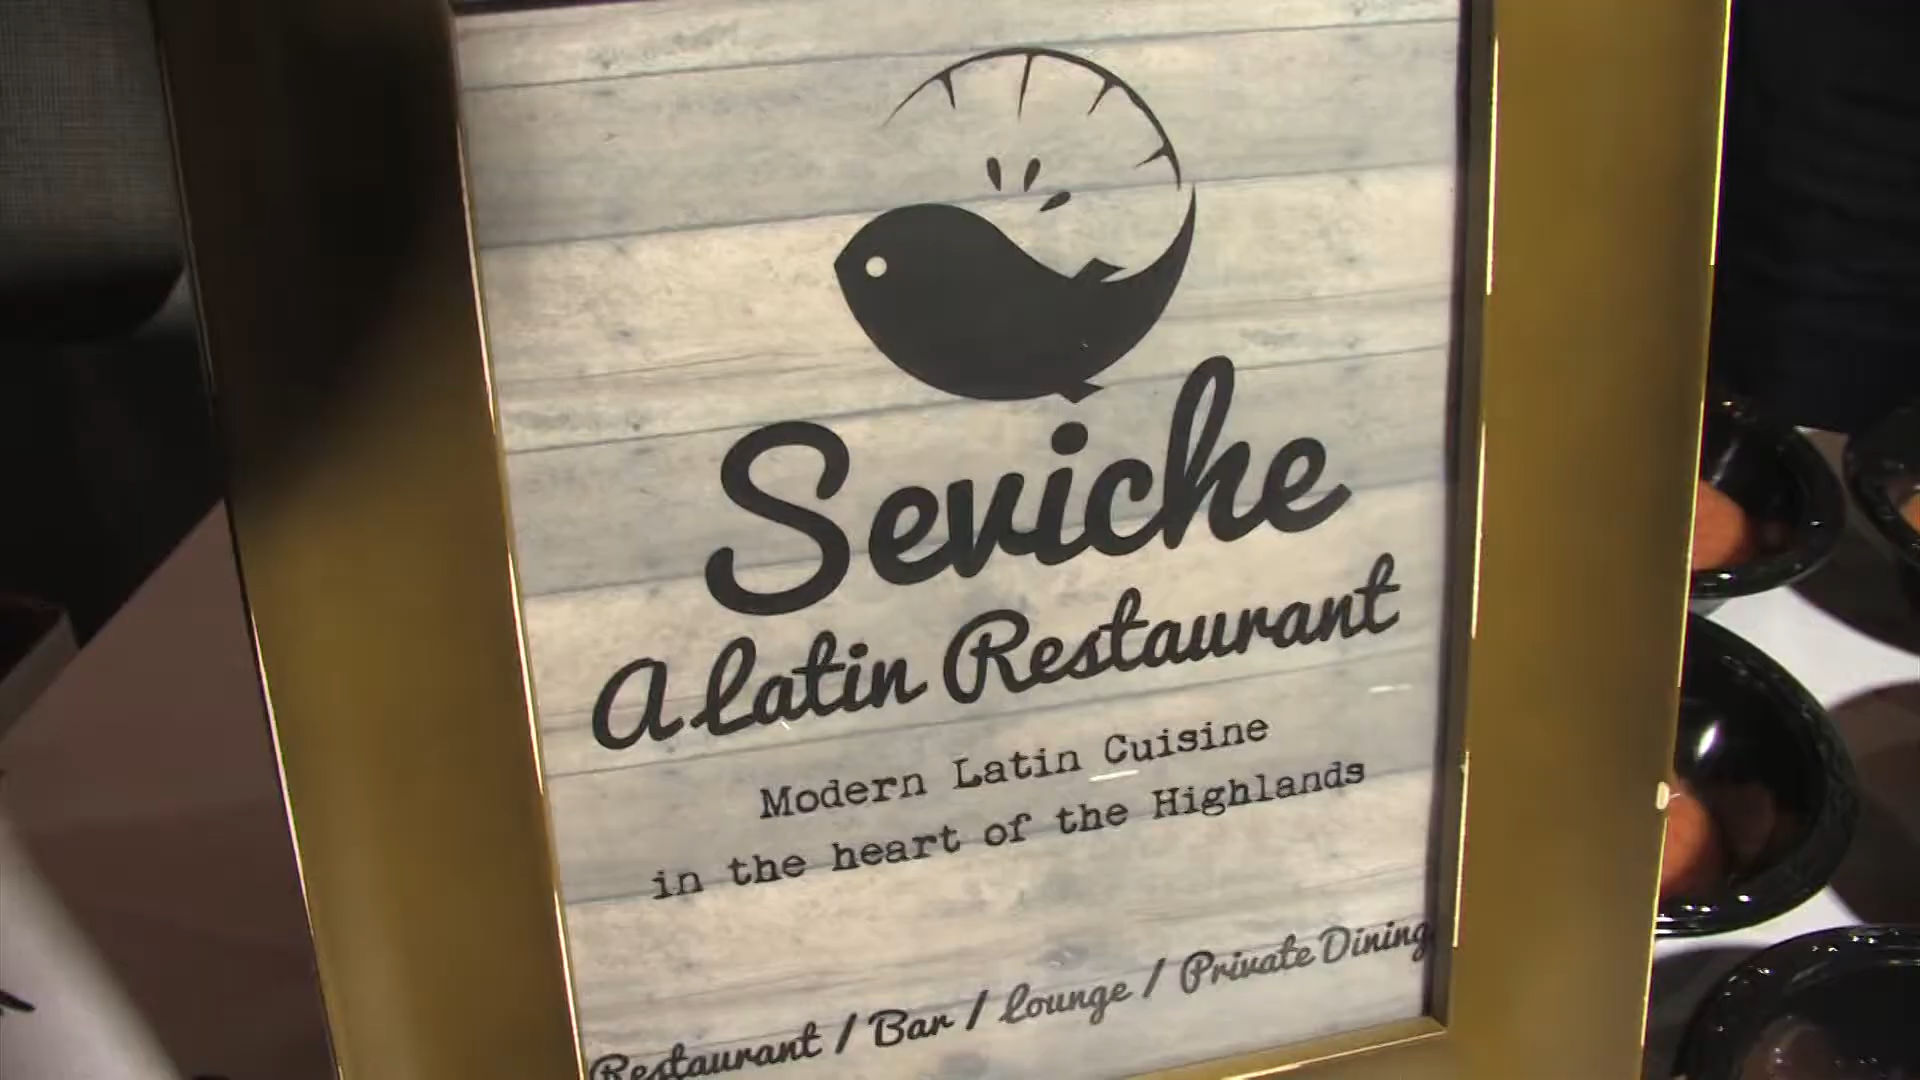 Seviche
A Latin Restaurant
Modern Latin Cuisine
in the heart of the Highlands
Restaurant / Bar / Lounge / Private Dining